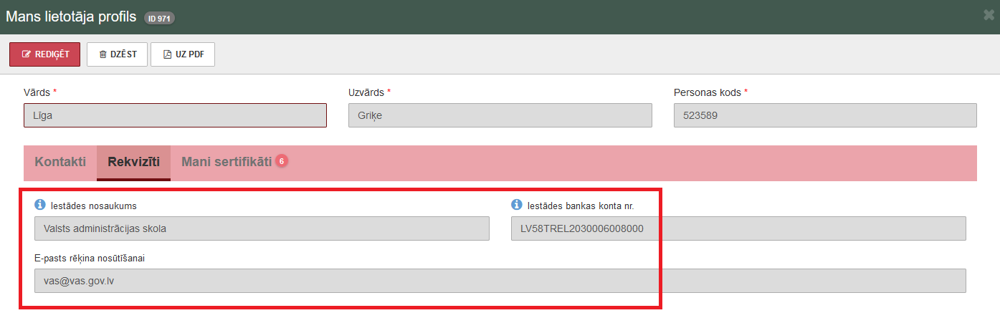 Mans lietotāja profils ID 971
REDIĢĒT DZĒST UZ PDF
Vārds * Uzvārds * Personas kods *
Līga Griķe 523589
Kontakti Rekvizīti Mani sertifikāti 6
Iestādes nosaukums Iestādes bankas konta nr.
Valsts administrācijas skola LV58TREL2030006008000
E-pasts rēķina nosūtīšanai
vas@vas.gov.lv